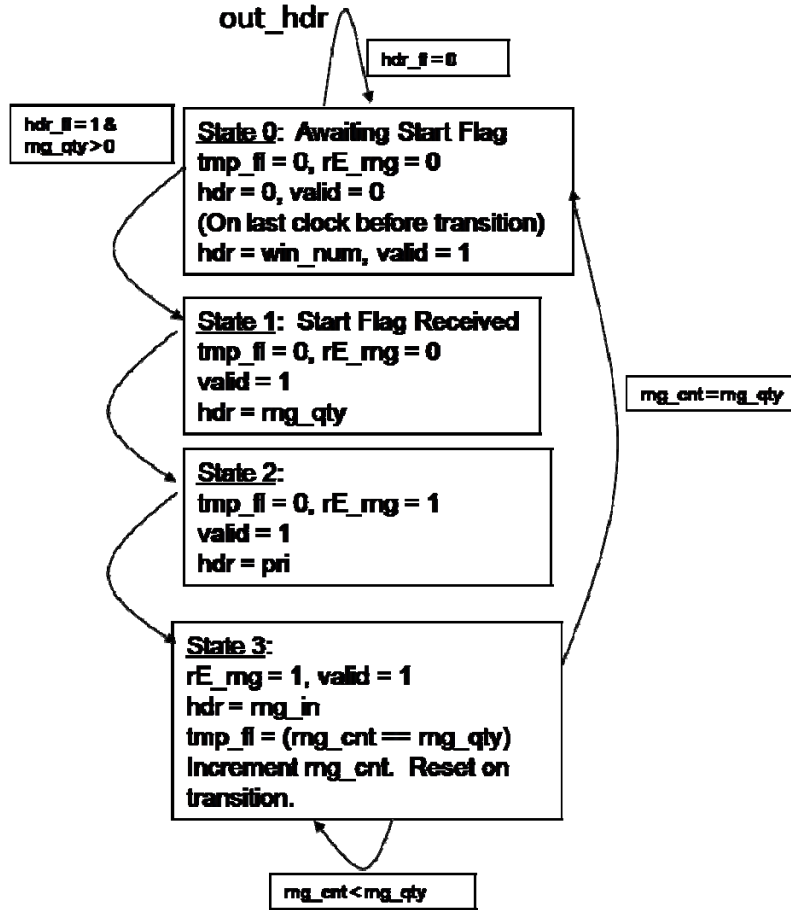 out_hdr
hdr_fl = 0
hdr_fl = 1 &
rng_qty > 0
State 0: Awaiting Start Flag
tmp_fl = 0, rE_rng = 0
hdr = 0, valid = 0
(On last clock before transition)
hdr = win_num, valid = 1
State 1: Start Flag Received
tmp_fl = 0, rE_rng = 0
valid = 1
hdr = rng_qty
rng_cnt = rng_qty
State 2:
tmp_fl = 0, rE_rng = 1
valid = 1
hdr = pri
State 3:
rE_rng = 1, valid = 1
hdr = rng_in
tmp_fl = (rng_cnt == rng_qty)
Increment rng_cnt. Reset on
transition.
rng_cnt < rng_qty